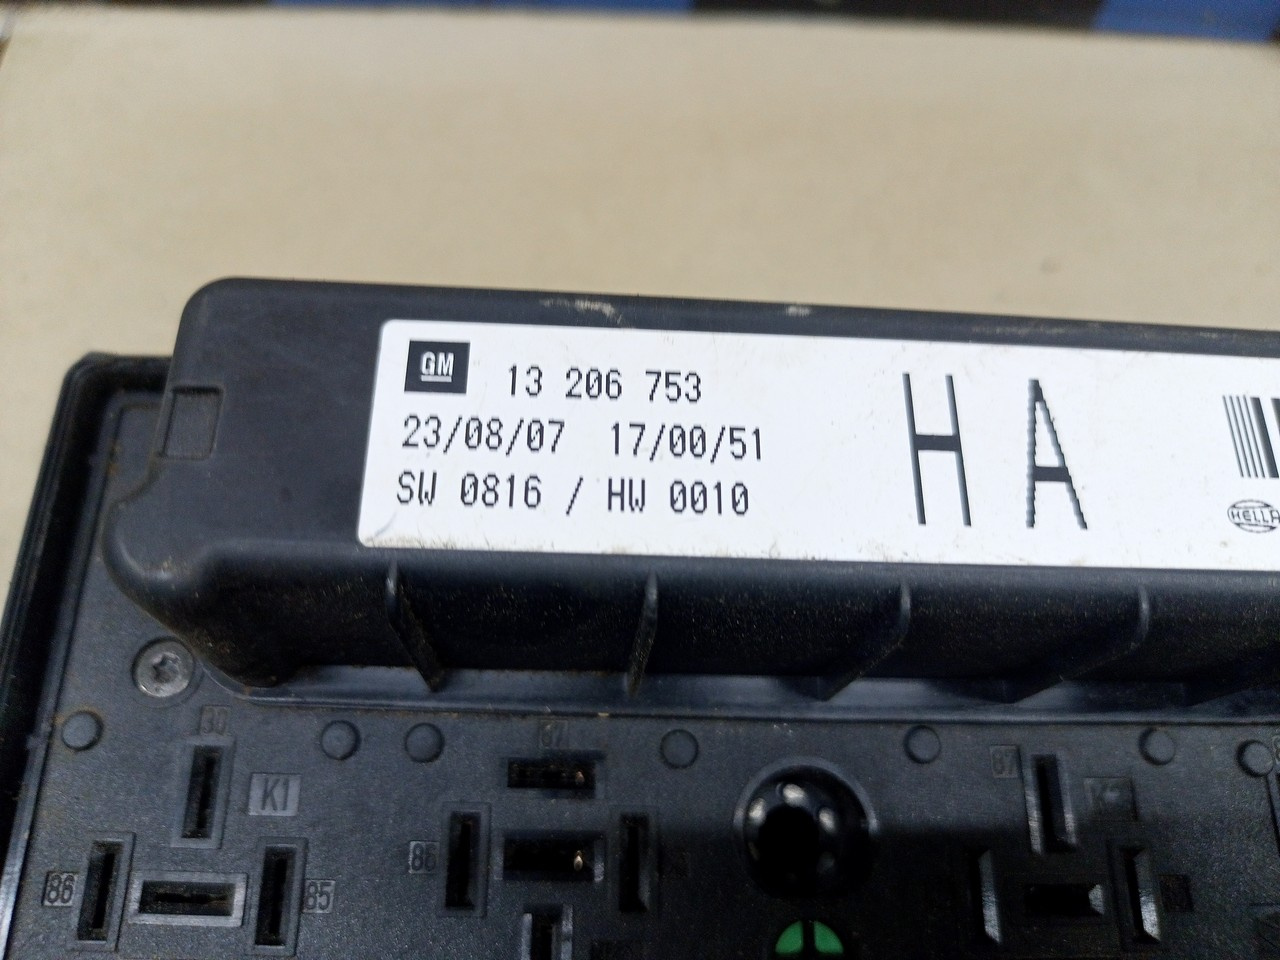 GM 13 206 753
23/08/07 17/00/51
SW 0816 / HW 0010
HA
HELLA
30
K1
87
87
86
85
86